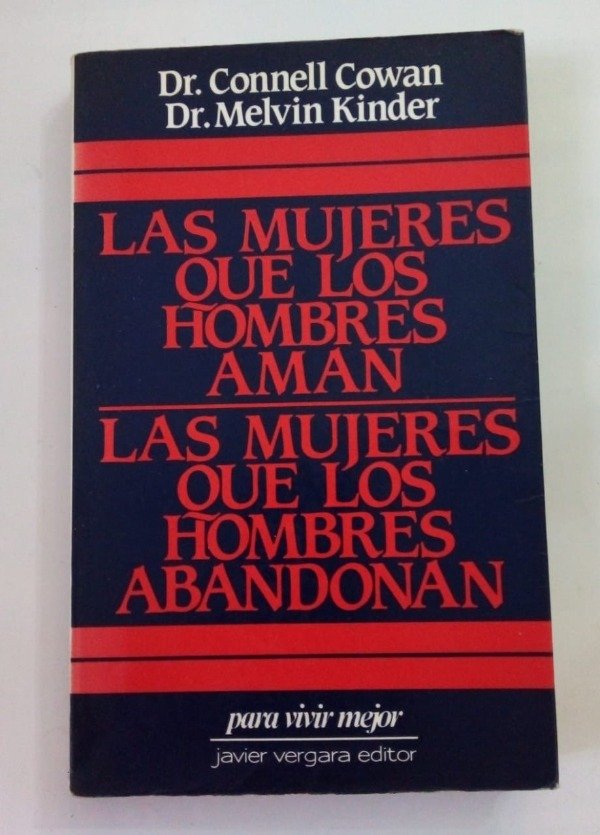 Dr. Connell Cowan
Dr. Melvin Kinder
LAS MUJERES
QUE LOS
HOMBRES
AMAN
LAS MUJERES
QUE LOS
HOMBRES
ABANDONAN
para vivir mejor
javier vergara editor